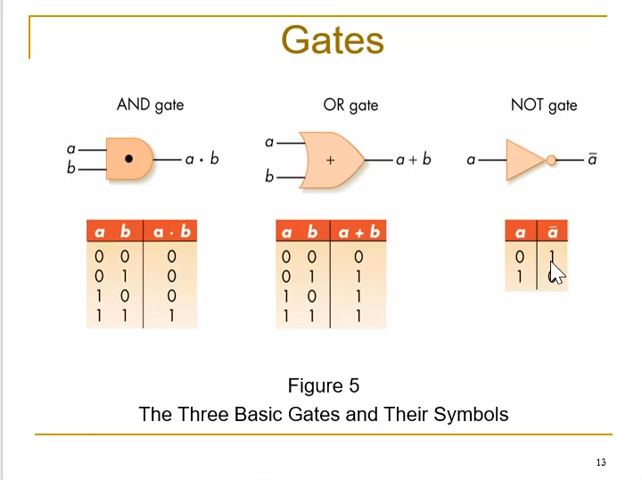 Gates
AND gate
OR gate
NOT gate
a
b
a · b
a
b
+
a + b
a
a̅
a b a · b
0 0 0
0 1 0
1 0 0
1 1 1
a b a + b
0 0 0
0 1 1
1 0 1
1 1 1
a a̅
0 1
1
Figure 5
The Three Basic Gates and Their Symbols
13